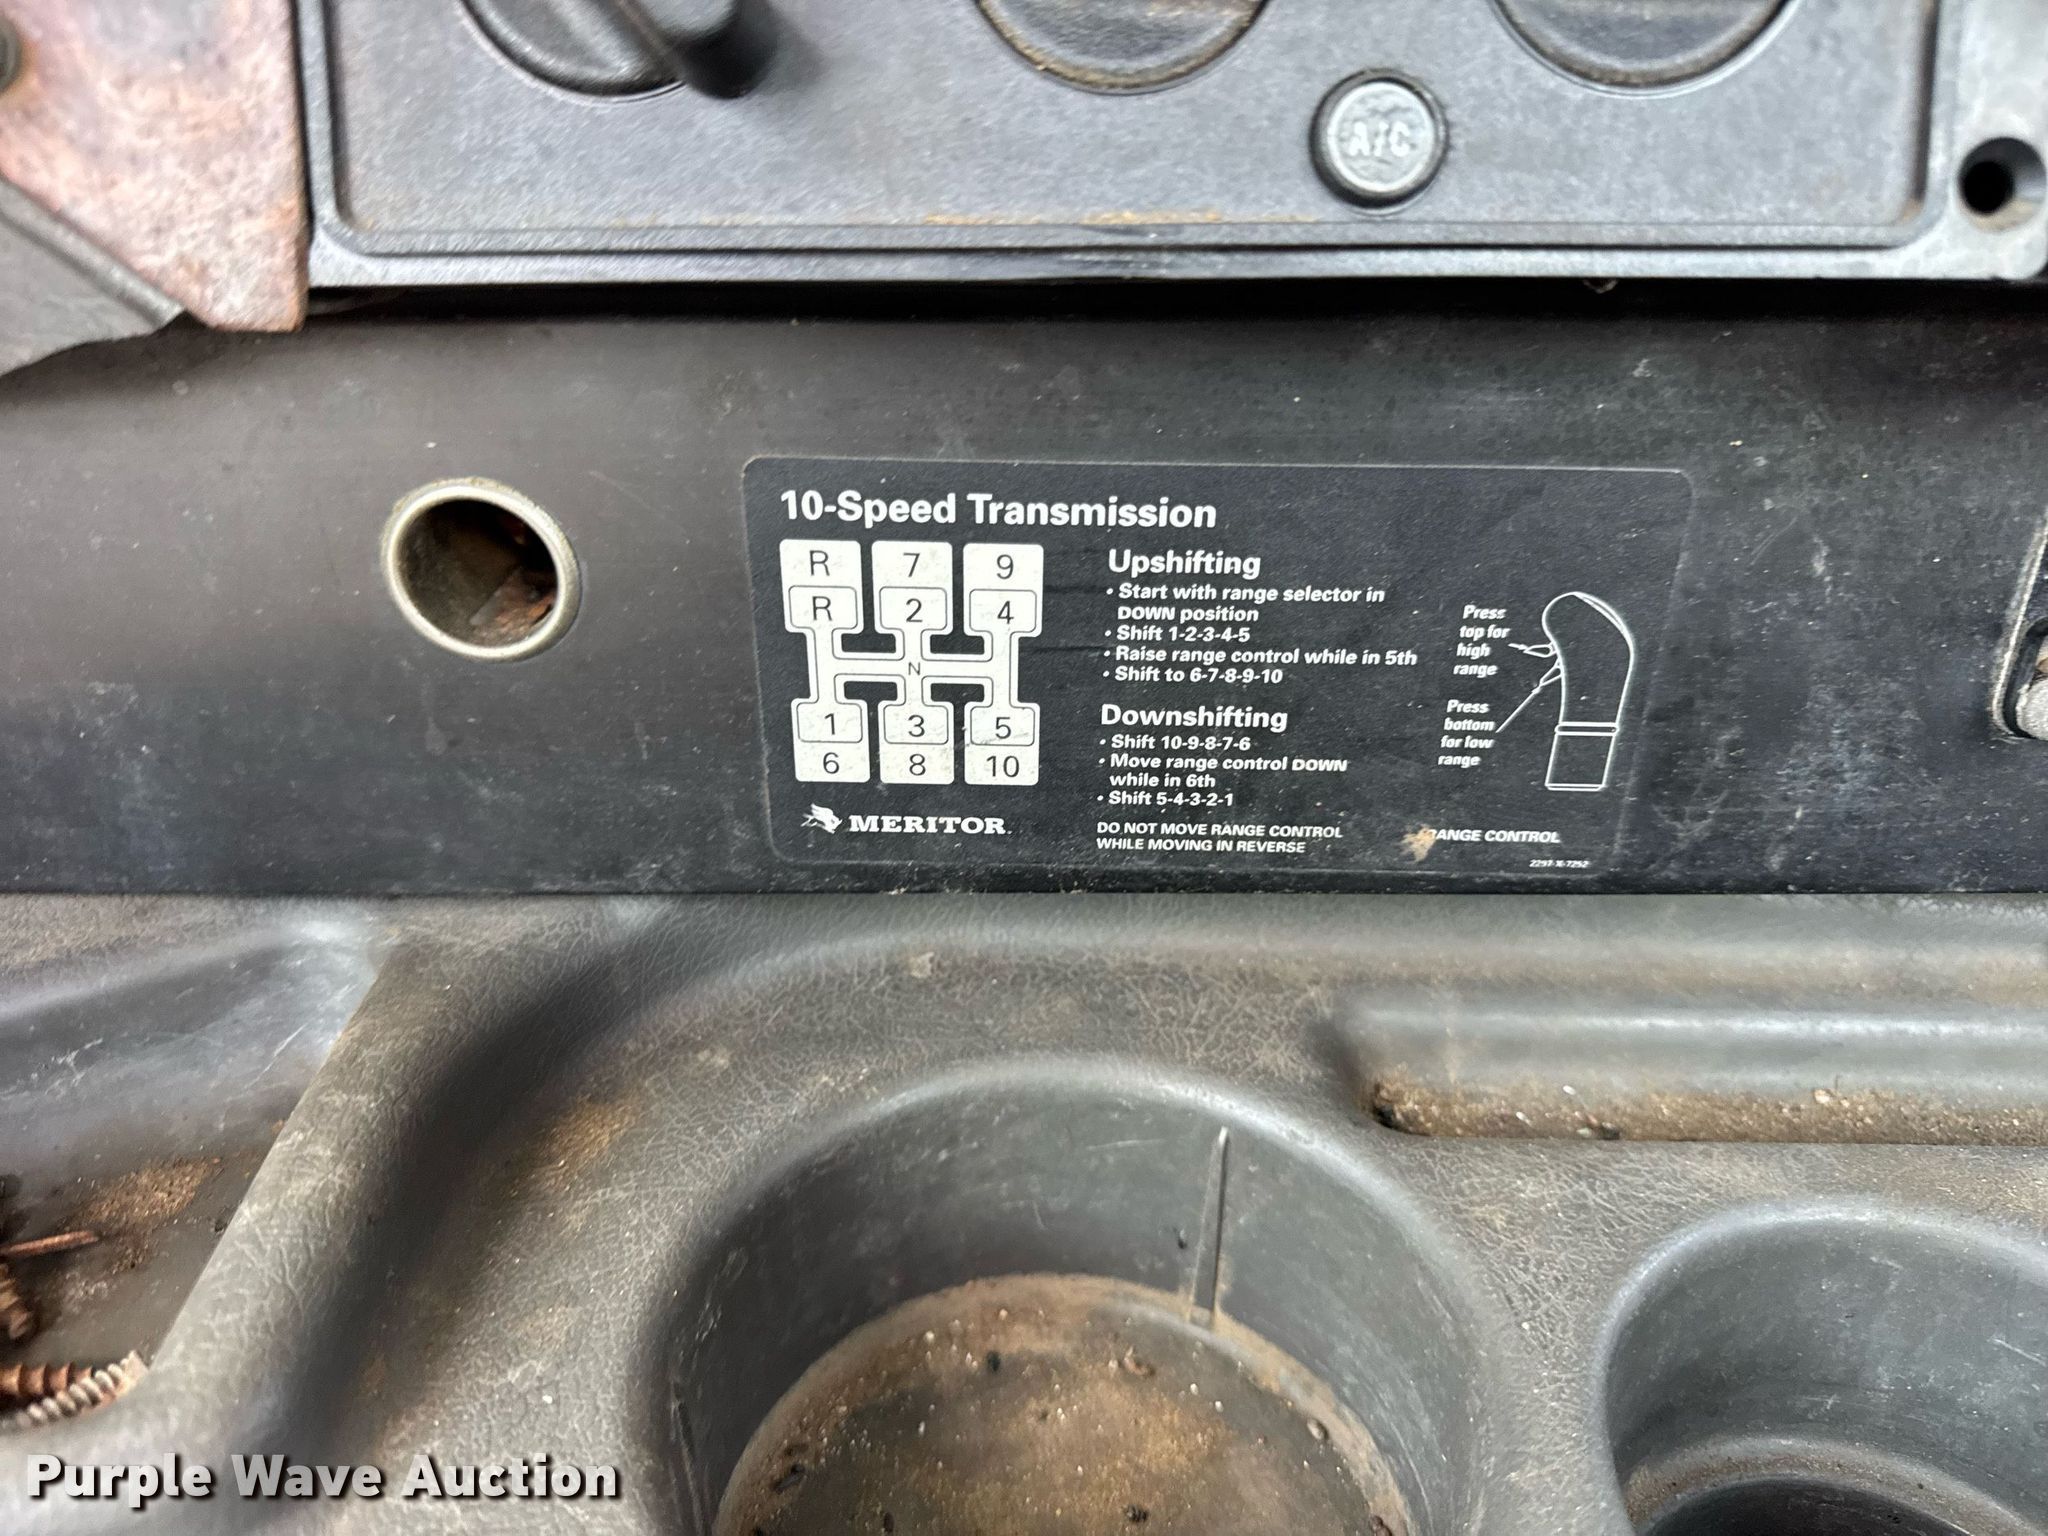 A/C
10-Speed Transmission
R 7 9
R 2 4
N
1 3 5
6 8 10
MERITOR
Upshifting
• Start with range selector in
DOWN position
• Shift 1-2-3-4-5
• Raise range control while in 5th
• Shift to 6-7-8-9-10
Downshifting
• Shift 10-9-8-7-6
• Move range control DOWN
while in 6th
• Shift 5-4-3-2-1
DO NOT MOVE RANGE CONTROL
WHILE MOVING IN REVERSE
Press
top for
high
range
Press
bottom
for low
range
RANGE CONTROL
2297-X-7252
Purple Wave Auction